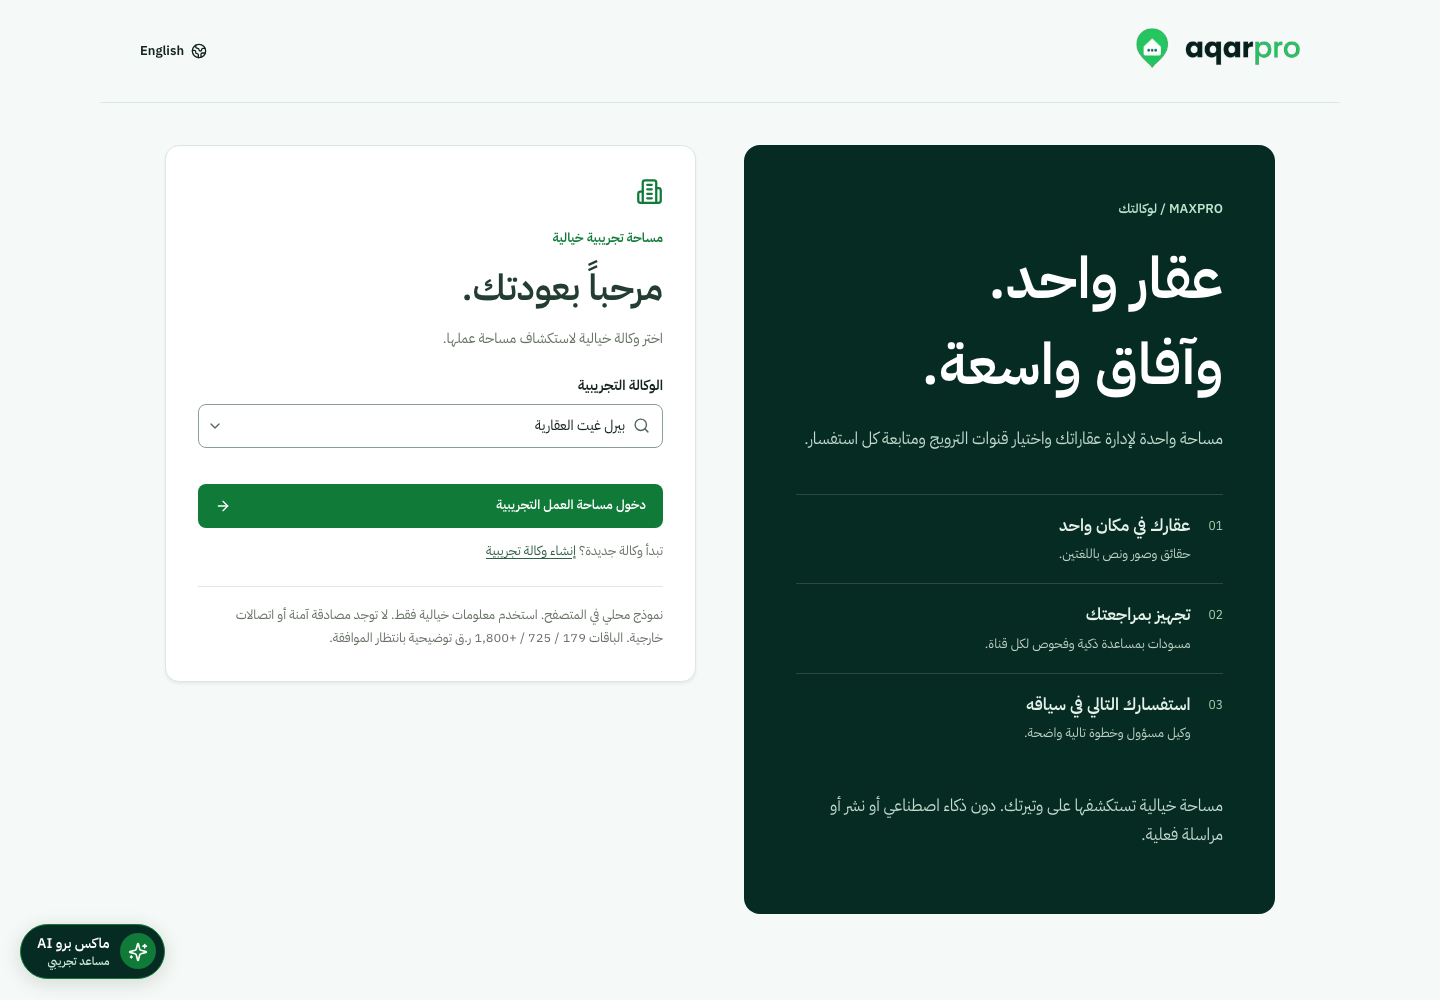 aqarpro
English
MAXPRO / لوكالتك
عقار واحد.
وآفاق واسعة.
مساحة واحدة لإدارة عقاراتك واختيار قنوات الترويج ومتابعة كل استفسار.
01
عقارك في مكان واحد
حقائق وصور ونص باللغتين.
02
تجهيز بمراجعتك
مسودات بمساعدة ذكية وفحوص لكل قناة.
03
استفسارك التالي في سياقه
وكيل مسؤول وخطوة تالية واضحة.
مساحة خيالية تستكشفها على وتيرتك. دون ذكاء اصطناعي أو نشر أو
مراسلة فعلية.
مساحة تجريبية خيالية
مرحباً بعودتك.
اختر وكالة خيالية لاستكشاف مساحة عملها.
الوكالة التجريبية
بيرل غيت العقارية
دخول مساحة العمل التجريبية
تبدأ وكالة جديدة؟ إنشاء وكالة تجريبية
نموذج محلي في المتصفح. استخدم معلومات خيالية فقط. لا توجد مصادقة آمنة أو اتصالات
خارجية. الباقات 179 / 725 / +1,800 ر.ق توضيحية بانتظار الموافقة.
ماكس برو AI
مساعد تجريبي